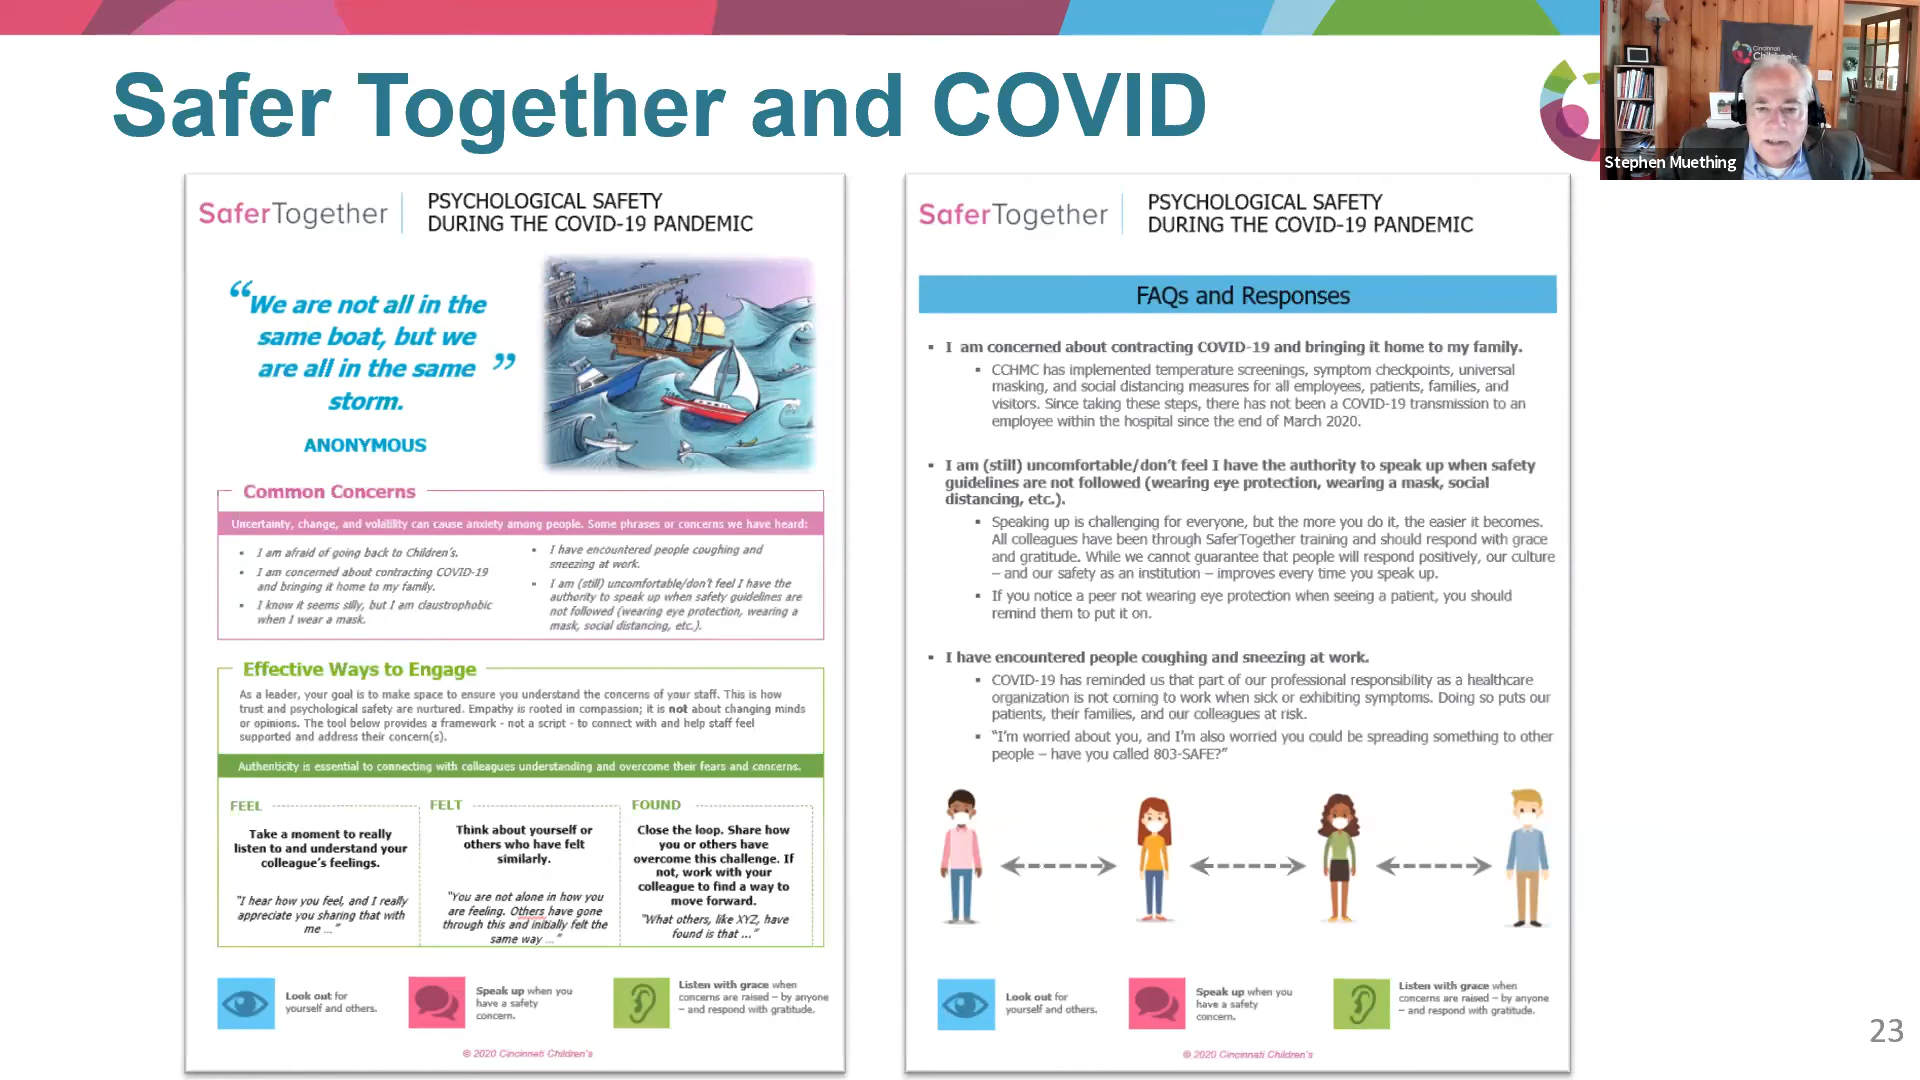 Safer Together and COVID
Cincinnati
Children's
Stephen Muething
SaferTogether
PSYCHOLOGICAL SAFETY
DURING THE COVID-19 PANDEMIC
“We are not all in the
same boat, but we
are all in the same ”
storm.
ANONYMOUS
Common Concerns
Uncertainty, change, and volatility can cause anxiety among people. Some phrases or concerns we have heard:
• I am afraid of going back to Children's.
• I am concerned about contracting COVID-19
and bringing it home to my family.
• I know it seems silly, but I am claustrophobic
when I wear a mask.
• I have encountered people coughing and
sneezing at work.
• I am (still) uncomfortable/don't feel I have the
authority to speak up when safety guidelines are
not followed (wearing eye protection, wearing a
mask, social distancing, etc.).
Effective Ways to Engage
As a leader, your goal is to make space to ensure you understand the concerns of your staff. This is how
trust and psychological safety are nurtured. Empathy is rooted in compassion; it is not about changing minds
or opinions. The tool below provides a framework - not a script - to connect with and help staff feel
supported and address their concern(s).
Authenticity is essential to connecting with colleagues understanding and overcome their fears and concerns.
FEEL
Take a moment to really
listen to and understand your
colleague's feelings.
"I hear how you feel, and I really
appreciate you sharing that with
me ..."
FELT
Think about yourself or
others who have felt
similarly.
"You are not alone in how you
are feeling. Others have gone
through this and initially felt the
same way ..."
FOUND
Close the loop. Share how
you or others have
overcome this challenge. If
not, work with your
colleague to find a way to
move forward.
"What others, like XYZ, have
found is that ..."
Look out for
yourself and others.
Speak up when you
have a safety
concern.
Listen with grace when
concerns are raised – by anyone
– and respond with gratitude.
© 2020 Cincinnati Children's
SaferTogether
PSYCHOLOGICAL SAFETY
DURING THE COVID-19 PANDEMIC
FAQs and Responses
▪ I am concerned about contracting COVID-19 and bringing it home to my family.
▪ CCHMC has implemented temperature screenings, symptom checkpoints, universal
masking, and social distancing measures for all employees, patients, families, and
visitors. Since taking these steps, there has not been a COVID-19 transmission to an
employee within the hospital since the end of March 2020.
▪ I am (still) uncomfortable/don't feel I have the authority to speak up when safety
guidelines are not followed (wearing eye protection, wearing a mask, social
distancing, etc.).
▪ Speaking up is challenging for everyone, but the more you do it, the easier it becomes.
All colleagues have been through SaferTogether training and should respond with grace
and gratitude. While we cannot guarantee that people will respond positively, our culture
– and our safety as an institution – improves every time you speak up.
▪ If you notice a peer not wearing eye protection when seeing a patient, you should
remind them to put it on.
▪ I have encountered people coughing and sneezing at work.
▪ COVID-19 has reminded us that part of our professional responsibility as a healthcare
organization is not coming to work when sick or exhibiting symptoms. Doing so puts our
patients, their families, and our colleagues at risk.
▪ "I'm worried about you, and I'm also worried you could be spreading something to other
people – have you called 803-SAFE?"
Look out for
yourself and others.
Speak up when you
have a safety
concern.
Listen with grace when
concerns are raised – by anyone
– and respond with gratitude.
© 2020 Cincinnati Children's
23